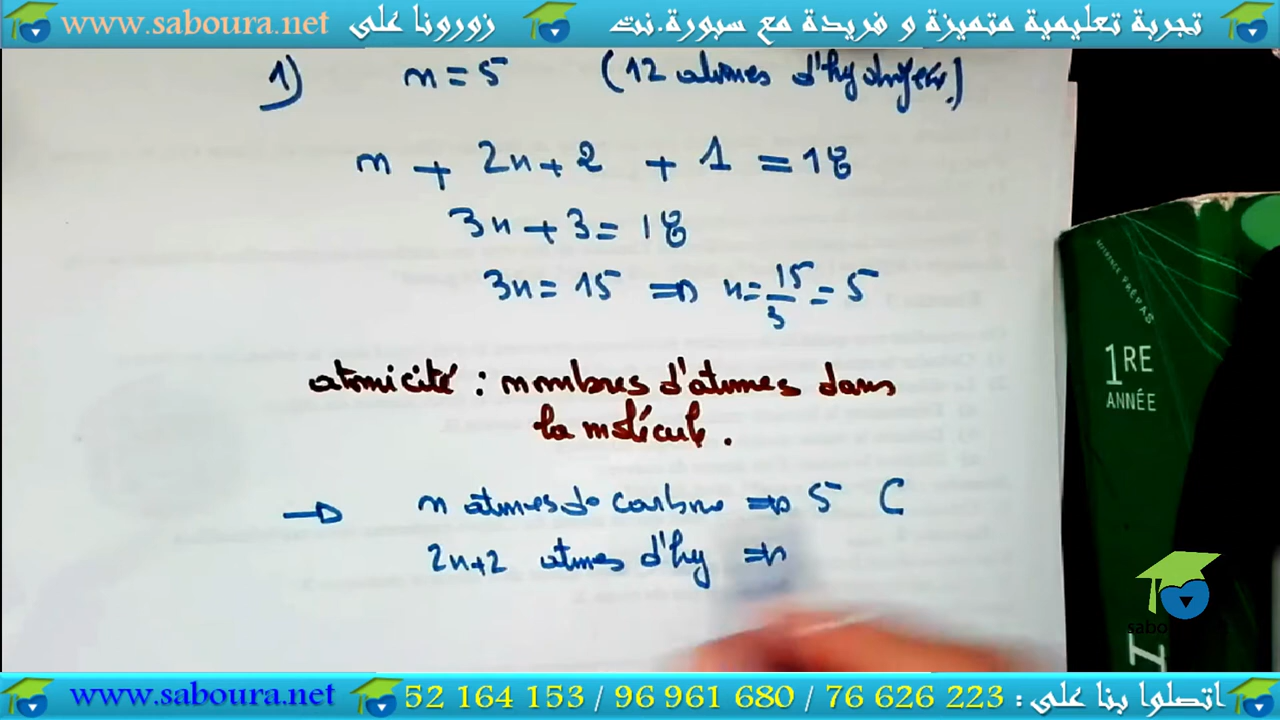 تجربة تعليمية متميزة و فريدة مع سبورة.نت زورونا على www.saboura.net
1) n = 5 (12 atomes d'hydrogène.)
n + 2n+2 + 1 = 18
3n + 3 = 18
3n = 15 => n = 15/3 = 5
atomicité : nombres d'atomes dans
la molécule.
→ n atomes de carbone => 5 C
2n+2 atmes d'hy =>
SCIENCE PRÉPAS
1RE
ANNÉE
I
www.saboura.net 52 164 153 / 96 961 680 / 76 626 223 : اتصلوا بنا على